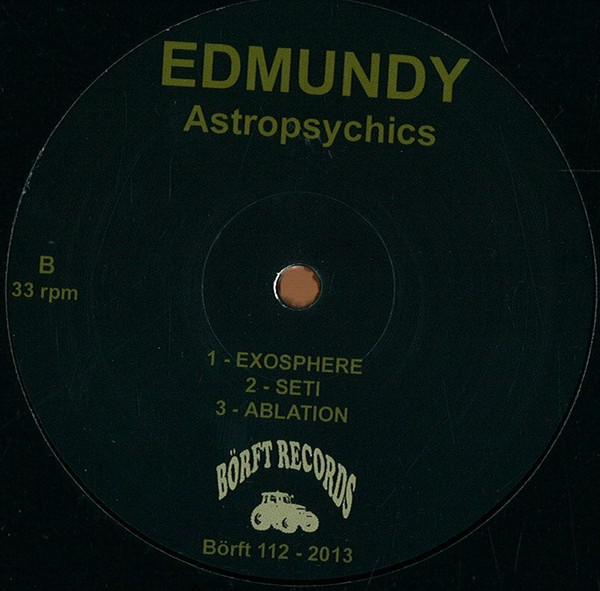 EDMUNDY
Astropsychics
B
33 rpm
1 - EXOSPHERE
2 - SETI
3 - ABLATION
BÖRFT RECORDS
Börft 112 - 2013